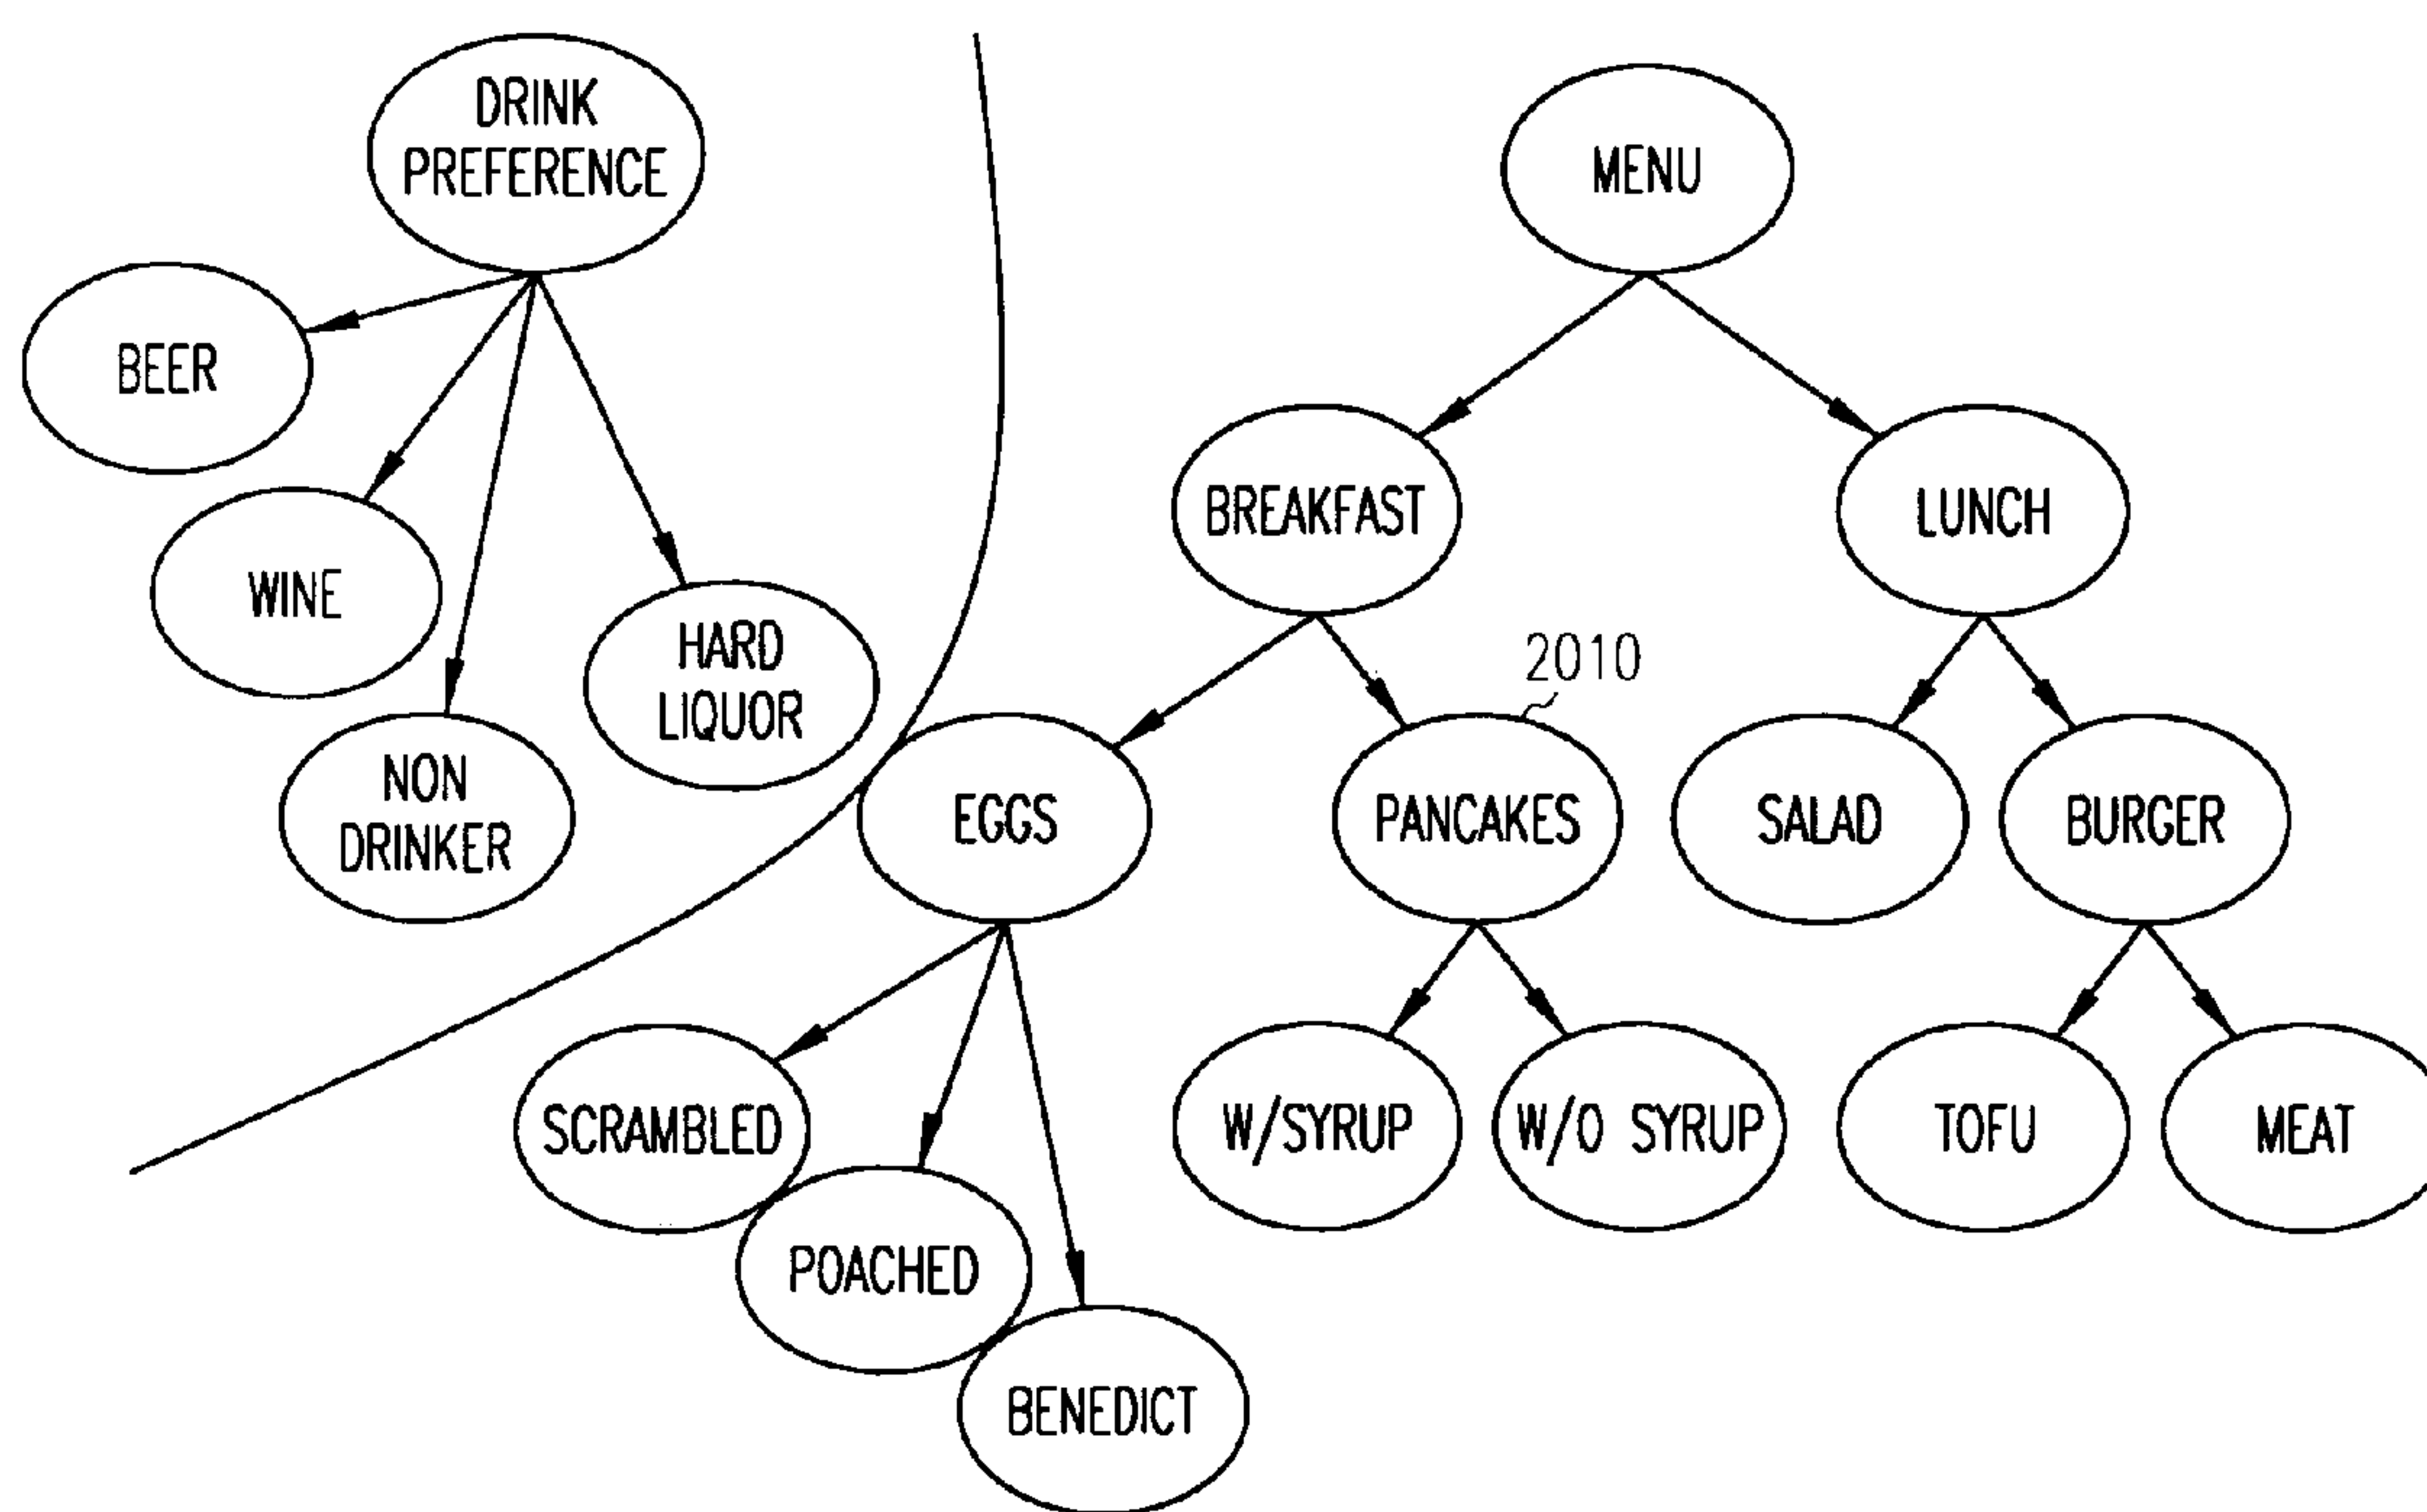 DRINK
PREFERENCE
MENU
BEER
BREAKFAST
LUNCH
WINE
HARD
LIQUOR
2010
NON
DRINKER
EGGS
PANCAKES
SALAD
BURGER
SCRAMBLED
W/SYRUP
W/O SYRUP
TOFU
MEAT
POACHED
BENEDICT